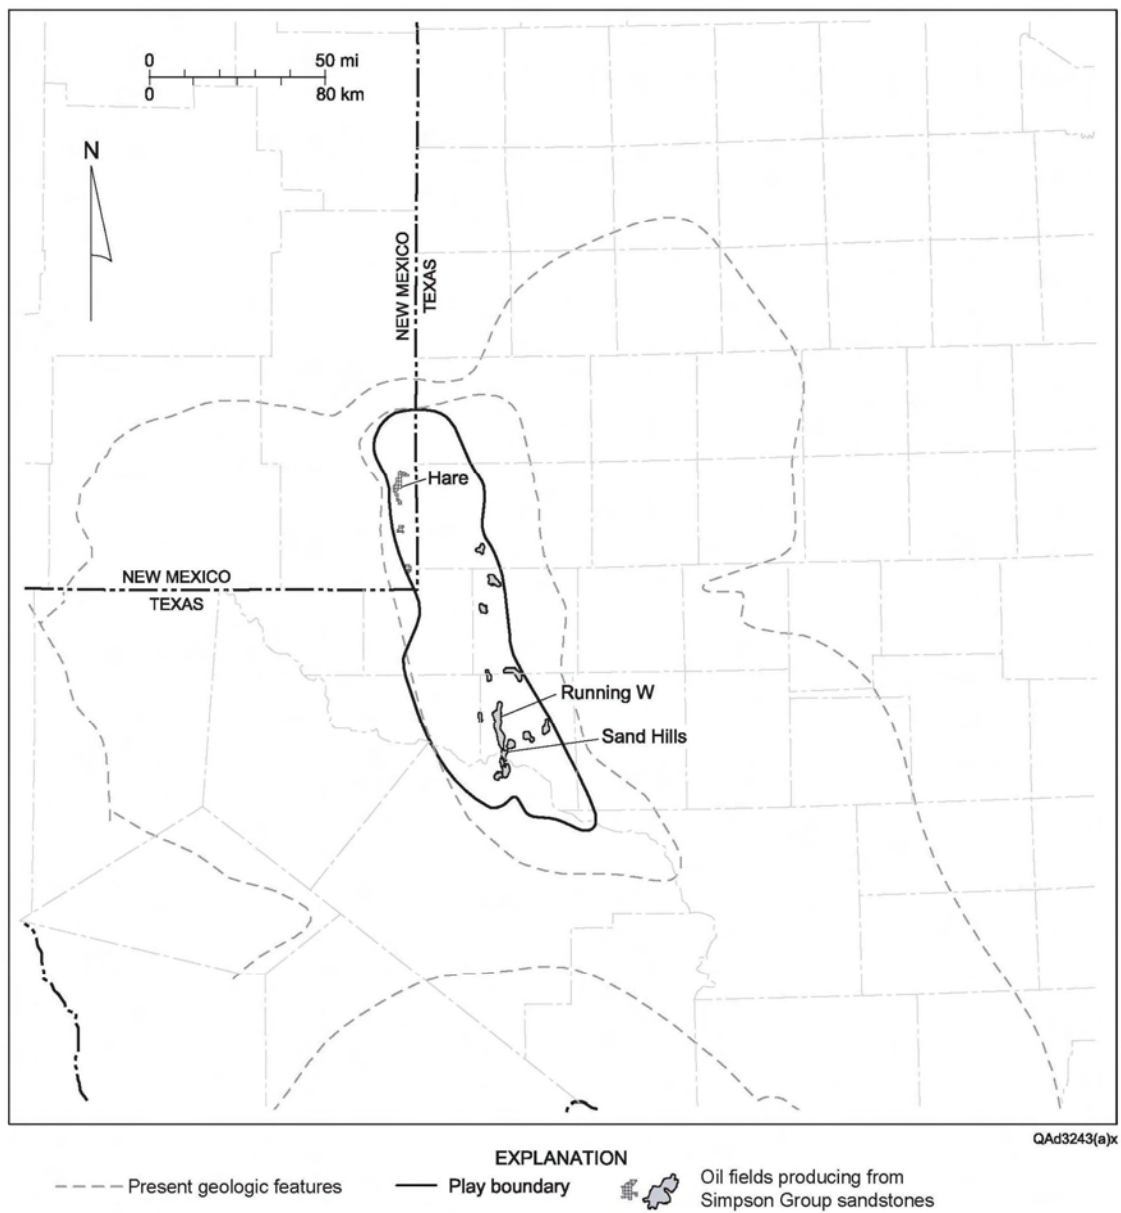 0 50 mi
0 80 km
N
NEW MEXICO
TEXAS
Hare
NEW MEXICO
TEXAS
Running W
Sand Hills
QAd3243(a)x
EXPLANATION
Present geologic features
Play boundary
Oil fields producing from
Simpson Group sandstones